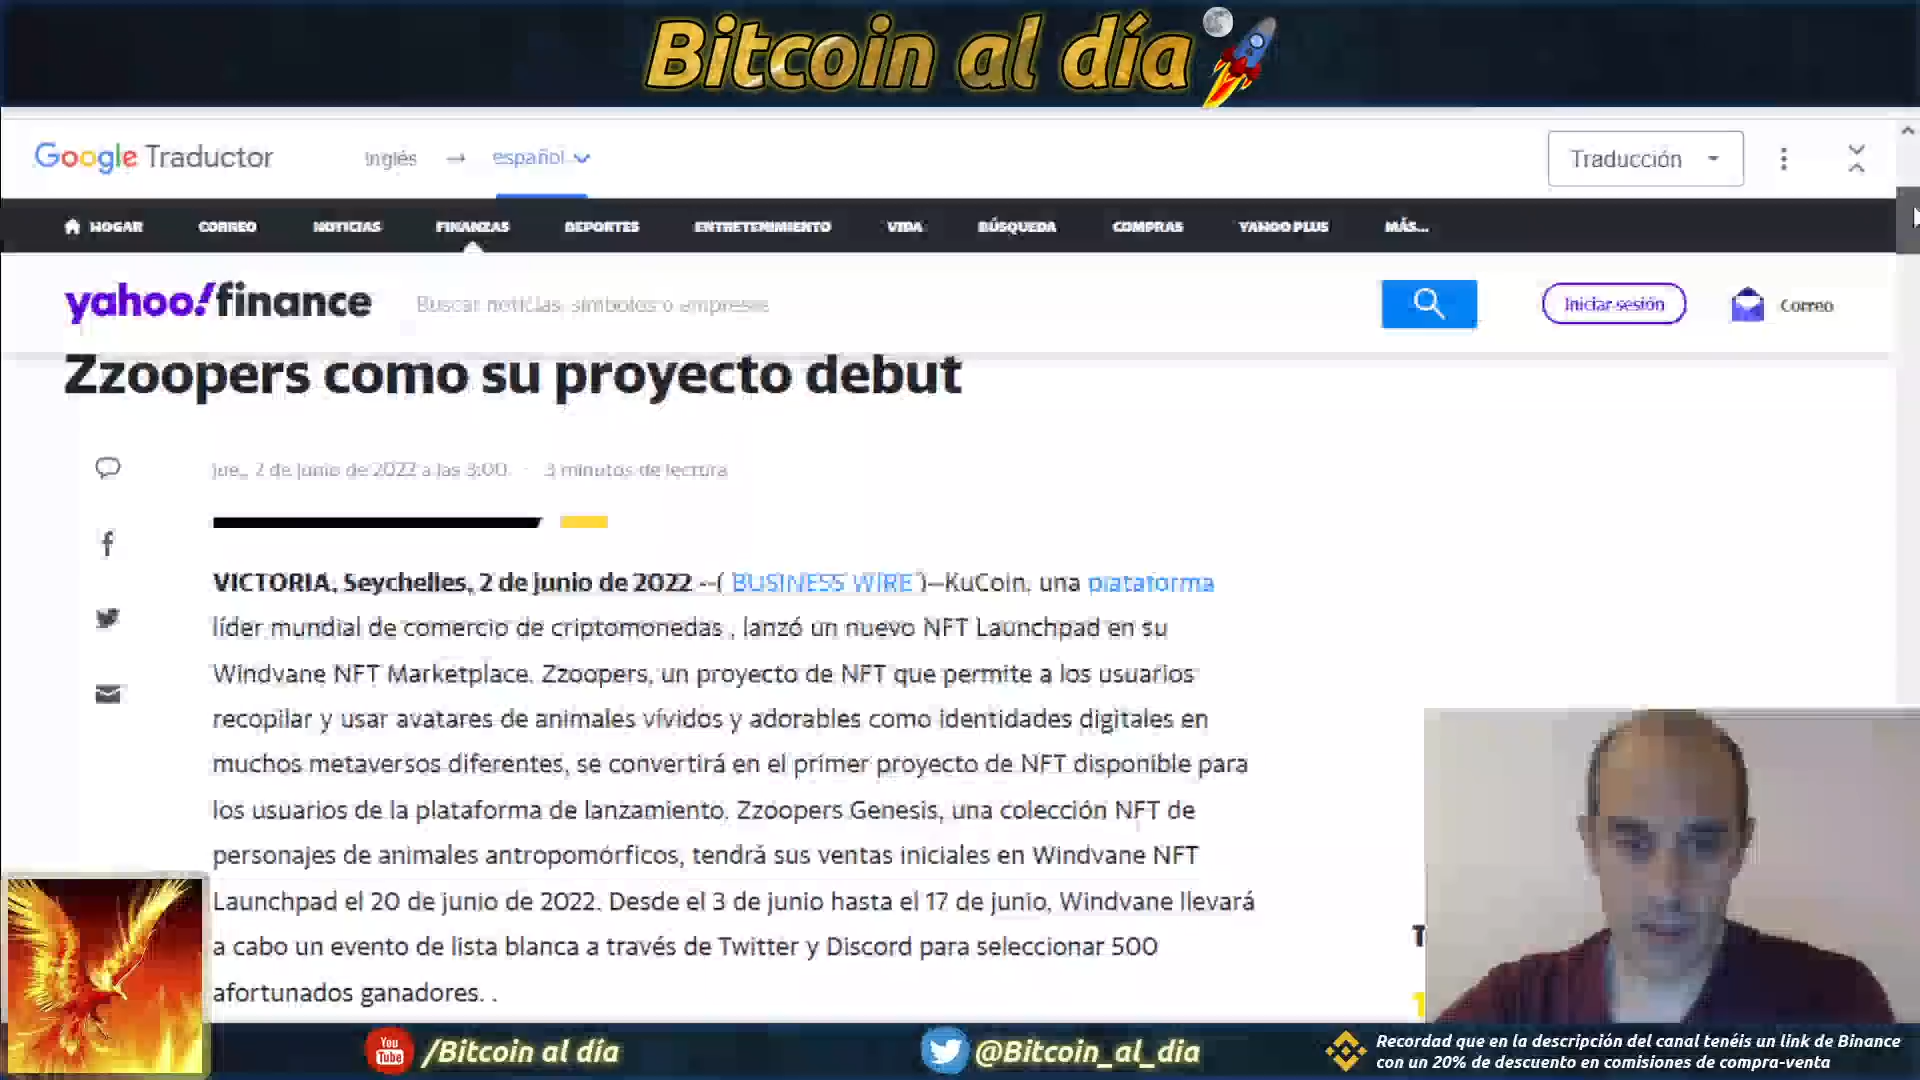 Bitcoin al día
Google Traductor
Inglés → español
Traducción
HOGAR CORREO NOTICIAS FINANZAS DEPORTES ENTRETENIMIENTO VIDA BÚSQUEDA COMPRAS YAHOO PLUS MÁS...
yahoo!finance
Buscar noticias, símbolos o empresas
Iniciar sesión
Correo
Zzoopers como su proyecto debut
jue., 2 de junio de 2022 a las 3:00 · 3 minutos de lectura
VICTORIA, Seychelles, 2 de junio de 2022 --( BUSINESS WIRE )--KuCoin, una plataforma
líder mundial de comercio de criptomonedas , lanzó un nuevo NFT Launchpad en su
Windvane NFT Marketplace. Zzoopers, un proyecto de NFT que permite a los usuarios
recopilar y usar avatares de animales vívidos y adorables como identidades digitales en
muchos metaversos diferentes, se convertirá en el primer proyecto de NFT disponible para
los usuarios de la plataforma de lanzamiento. Zzoopers Genesis, una colección NFT de
personajes de animales antropomórficos, tendrá sus ventas iniciales en Windvane NFT
Launchpad el 20 de junio de 2022. Desde el 3 de junio hasta el 17 de junio, Windvane llevará
a cabo un evento de lista blanca a través de Twitter y Discord para seleccionar 500
afortunados ganadores. .
You Tube /Bitcoin al día
@Bitcoin_al_dia
Recordad que en la descripción del canal tenéis un link de Binance
con un 20% de descuento en comisiones de compra-venta